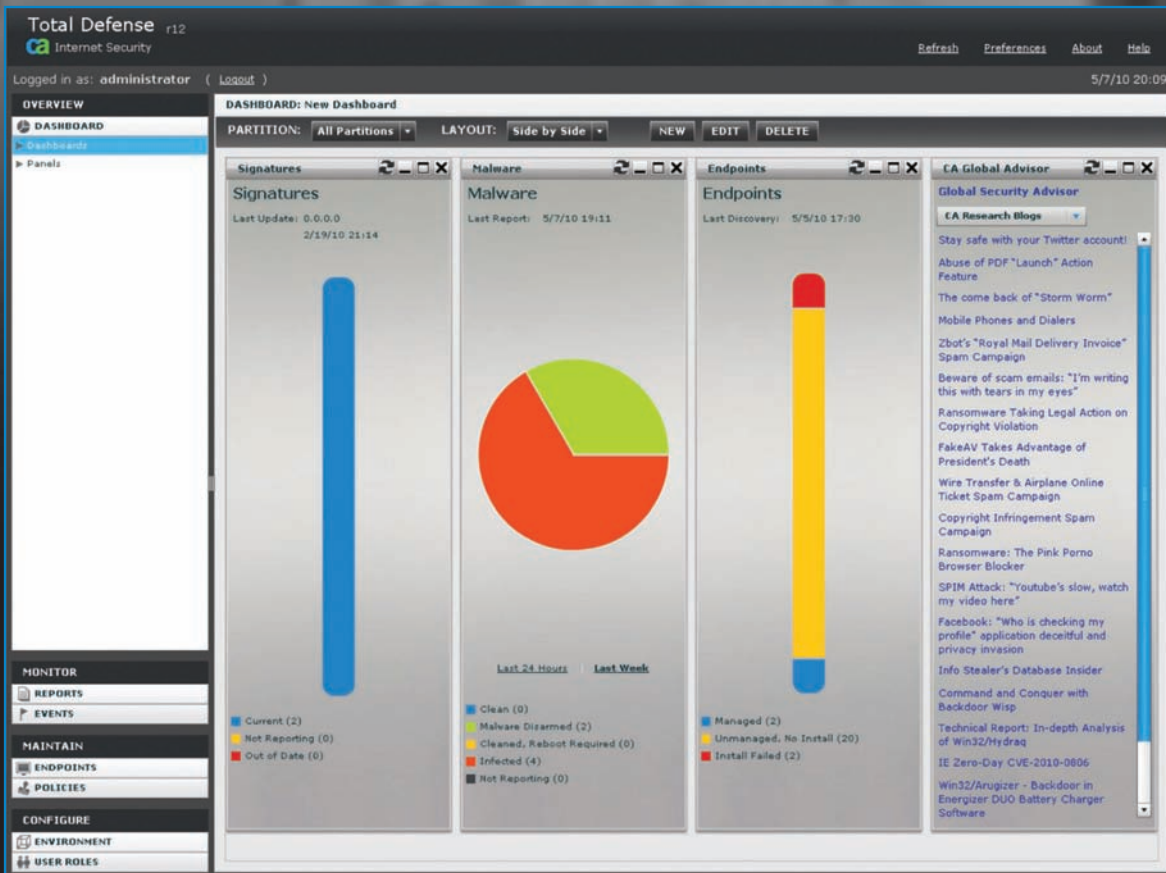 Total Defense r12
ca Internet Security
Refresh Preferences About Help
Logged in as: administrator ( Logout )
5/7/10 20:09
OVERVIEW
DASHBOARD
Dashboards
Panels
MONITOR
REPORTS
EVENTS
MAINTAIN
ENDPOINTS
POLICIES
CONFIGURE
ENVIRONMENT
USER ROLES
DASHBOARD: New Dashboard
PARTITION: All Partitions LAYOUT: Side by Side NEW EDIT DELETE
Signatures
Signatures
Last Update: 0.0.0.0
2/19/10 21:14
Current (2)
Not Reporting (0)
Out of Date (0)
Malware
Malware
Last Report: 5/7/10 19:11
Last 24 Hours Last Week
Clean (0)
Malware Disarmed (2)
Cleaned, Reboot Required (0)
Infected (4)
Not Reporting (0)
Endpoints
Endpoints
Last Discovery: 5/5/10 17:30
Managed (2)
Unmanaged, No Install (20)
Install Failed (2)
CA Global Advisor
Global Security Advisor
CA Research Blogs
Stay safe with your Twitter account!
Abuse of PDF "Launch" Action
Feature
The come back of "Storm Worm"
Mobile Phones and Dialers
Zbot's "Royal Mail Delivery Invoice"
Spam Campaign
Beware of scam emails: "I'm writing
this with tears in my eyes"
Ransomware Taking Legal Action on
Copyright Violation
FakeAV Takes Advantage of
President's Death
Wire Transfer & Airplane Online
Ticket Spam Campaign
Copyright Infringement Spam
Campaign
Ransomware: The Pink Porno
Browser Blocker
SPIM Attack: "Youtube's slow, watch
my video here"
Facebook: "Who is checking my
profile" application deceitful and
privacy invasion
Info Stealer's Database Insider
Command and Conquer with
Backdoor Wisp
Technical Report: In-depth Analysis
of Win32/Hydraq
IE Zero-Day CVE-2010-0806
Win32/Arugizer - Backdoor in
Energizer DUO Battery Charger
Software